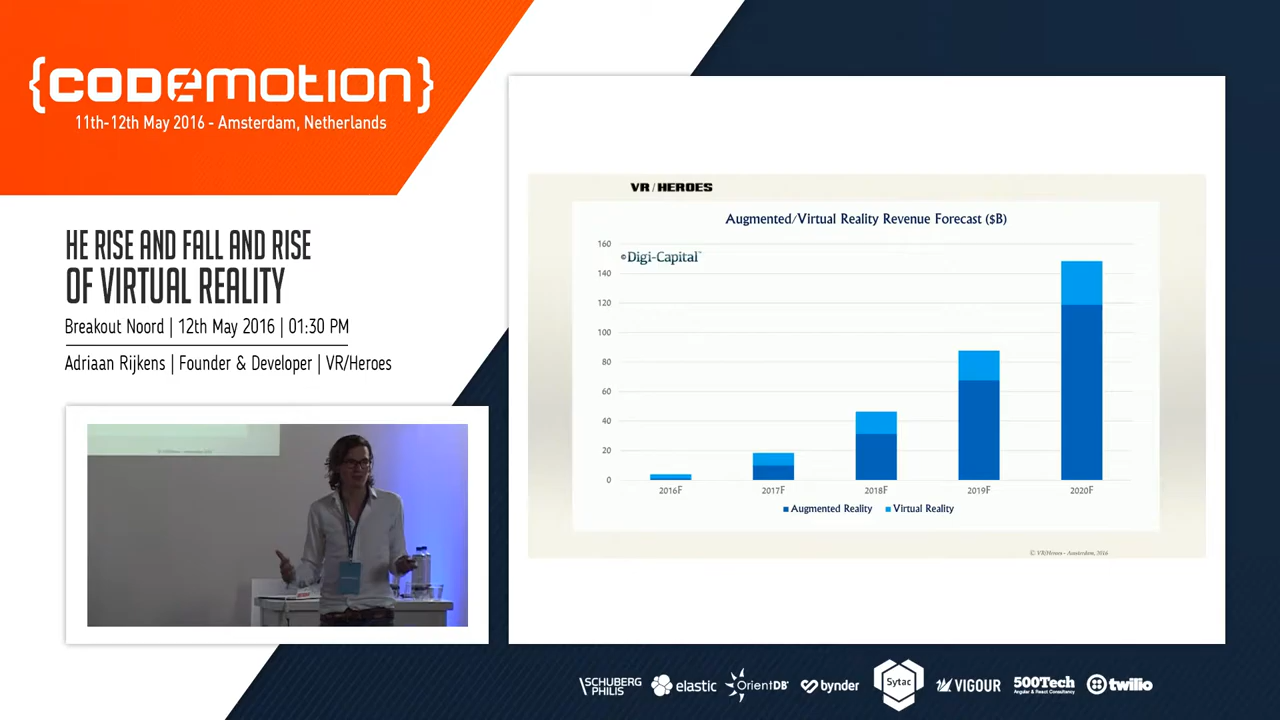 {CODEMOTION}
11th-12th May 2016 - Amsterdam, Netherlands
HE RISE AND FALL AND RISE
OF VIRTUAL REALITY
Breakout Noord | 12th May 2016 | 01:30 PM
Adriaan Rijkens | Founder & Developer | VR/Heroes
VR/HEROES
Augmented/Virtual Reality Revenue Forecast ($B)
©Digi-Capital™
160
140
120
100
80
60
40
20
0
2016F 2017F 2018F 2019F 2020F
Augmented Reality Virtual Reality
© VR/Heroes - Amsterdam, 2016
SCHUBERG PHILIS
elastic
OrientDB
bynder
Sytac
VIGOUR
500Tech
Angular & React Consultancy
twilio